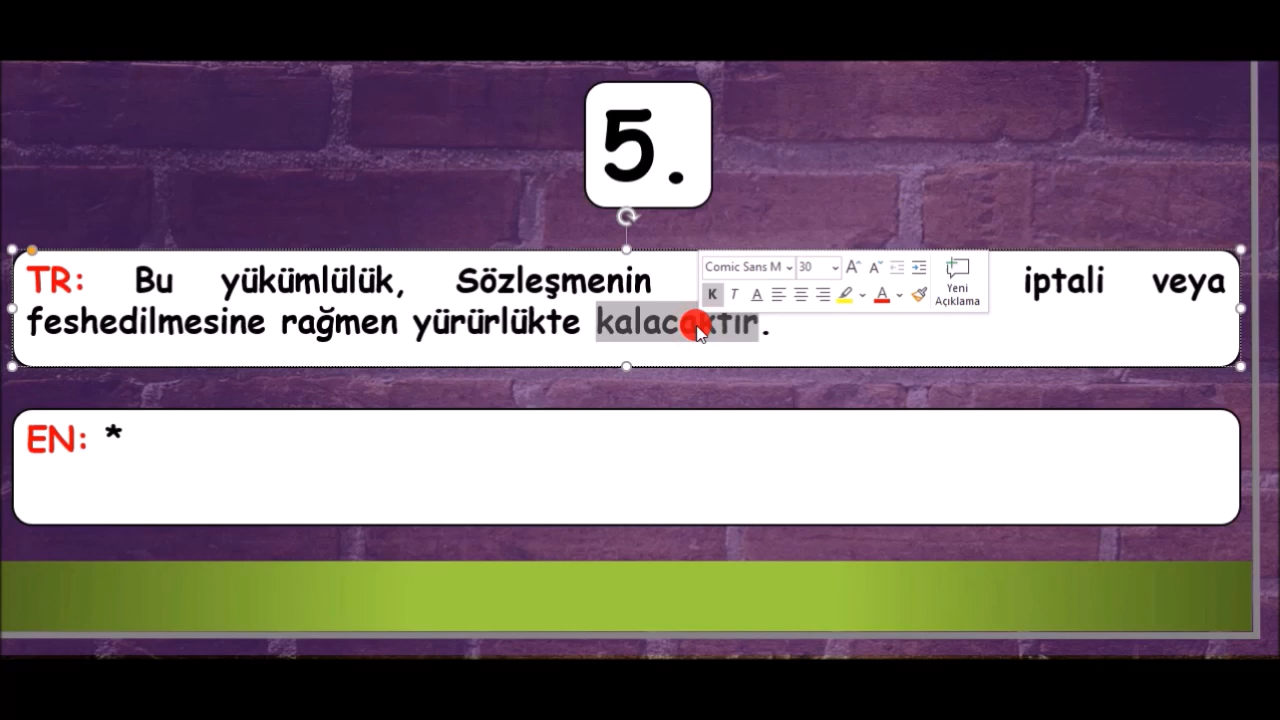 5.
TR: Bu yükümlülük, Sözleşmenin iptali veya
feshedilmesine rağmen yürürlükte kalacaktır.
Comic Sans M 30 A A
K T A A
Yeni
Açıklama
EN: *